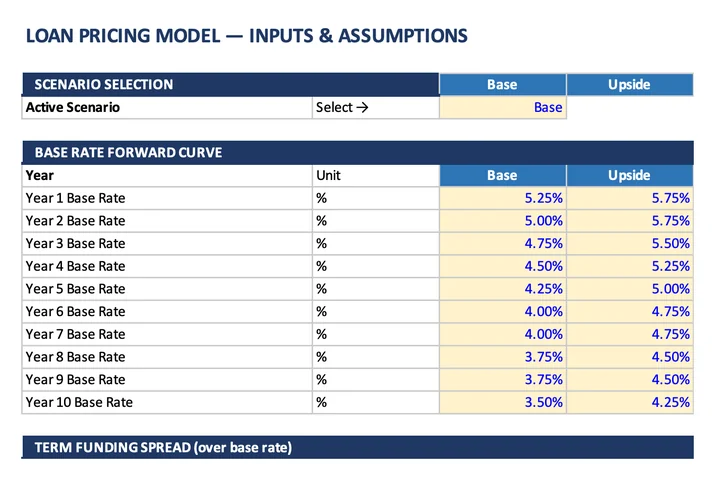 LOAN PRICING MODEL — INPUTS & ASSUMPTIONS
SCENARIO SELECTION Base Upside
Active Scenario Select → Base
BASE RATE FORWARD CURVE
Year Unit Base Upside
Year 1 Base Rate % 5.25% 5.75%
Year 2 Base Rate % 5.00% 5.75%
Year 3 Base Rate % 4.75% 5.50%
Year 4 Base Rate % 4.50% 5.25%
Year 5 Base Rate % 4.25% 5.00%
Year 6 Base Rate % 4.00% 4.75%
Year 7 Base Rate % 4.00% 4.75%
Year 8 Base Rate % 3.75% 4.50%
Year 9 Base Rate % 3.75% 4.50%
Year 10 Base Rate % 3.50% 4.25%
TERM FUNDING SPREAD (over base rate)